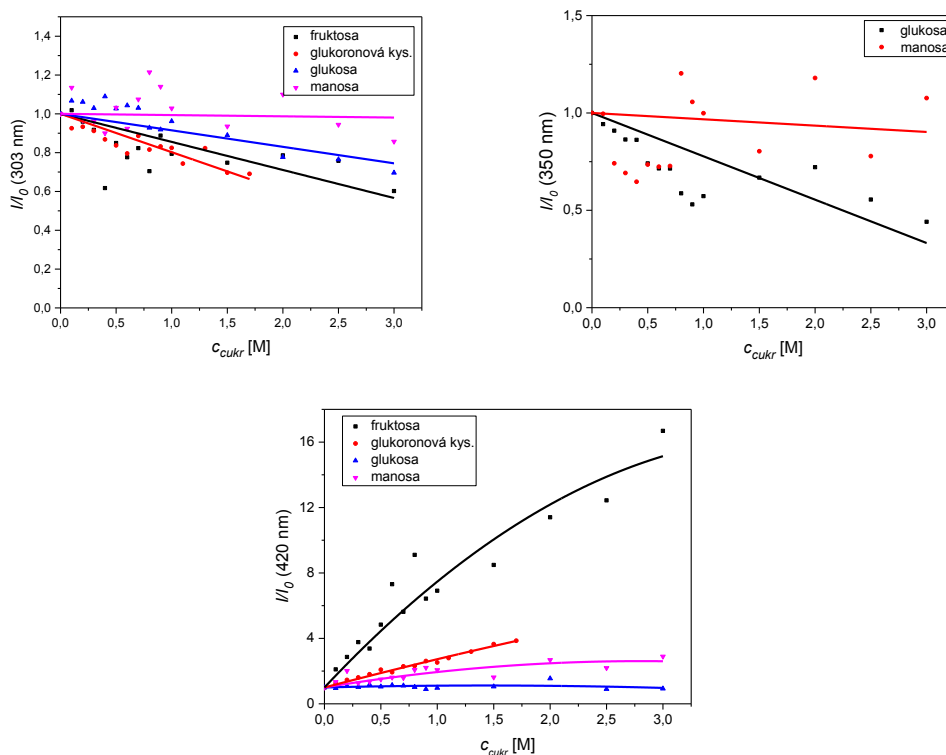 I/I0 (303 nm)
1,4
1,2
1,0
0,8
0,6
0,4
0,2
0,0
fruktosa
glukoronová kys.
glukosa
manosa
0,0 0,5 1,0 1,5 2,0 2,5 3,0
ccukr [M]
I/I0 (350 nm)
1,5
1,0
0,5
0,0
glukosa
manosa
0,0 0,5 1,0 1,5 2,0 2,5 3,0
ccukr [M]
I/I0 (420 nm)
16
12
8
4
0
fruktosa
glukoronová kys.
glukosa
manosa
0,0 0,5 1,0 1,5 2,0 2,5 3,0
ccukr [M]